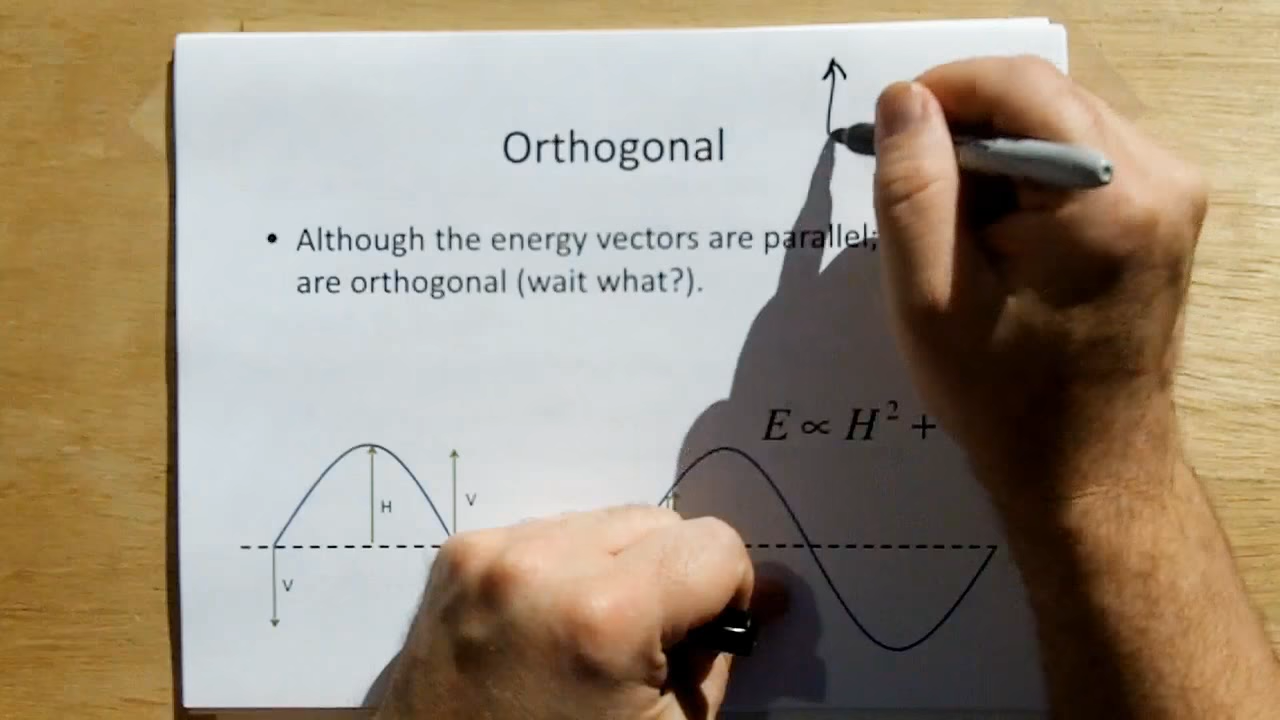 Orthogonal
• Although the energy vectors are parallel;
are orthogonal (wait what?).
E ∝ H² +
H
V
V